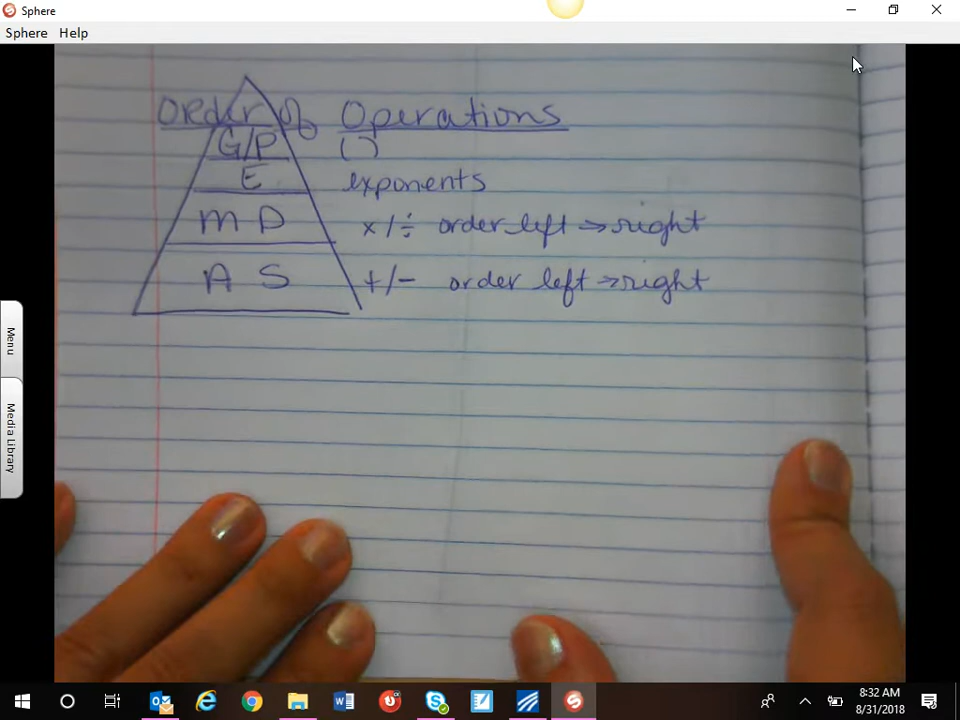 Sphere
Sphere Help
Order of Operations
G/P ( )
E exponents
M D x/÷ order left → right
A S +/- order left → right
Menu
Media Library
8:32 AM
8/31/2018